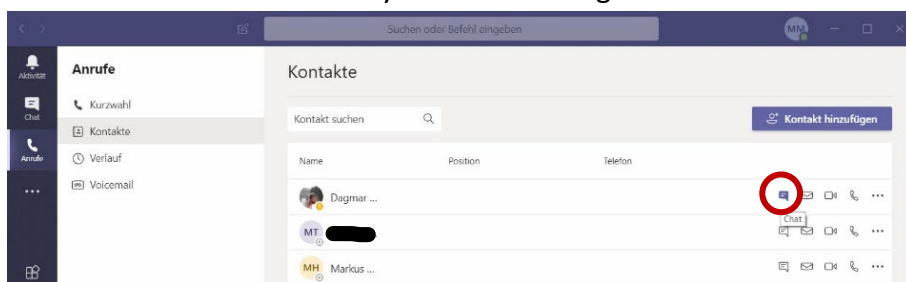 Suchen oder Befehl eingeben
MM
Aktivität
Chat
Anrufe
...
Anrufe
Kurzwahl
Kontakte
Verlauf
Voicemail
Kontakte
Kontakt suchen
Kontakt hinzufügen
Name Position Telefon
Dagmar ...
Chat
MT
MH Markus ...